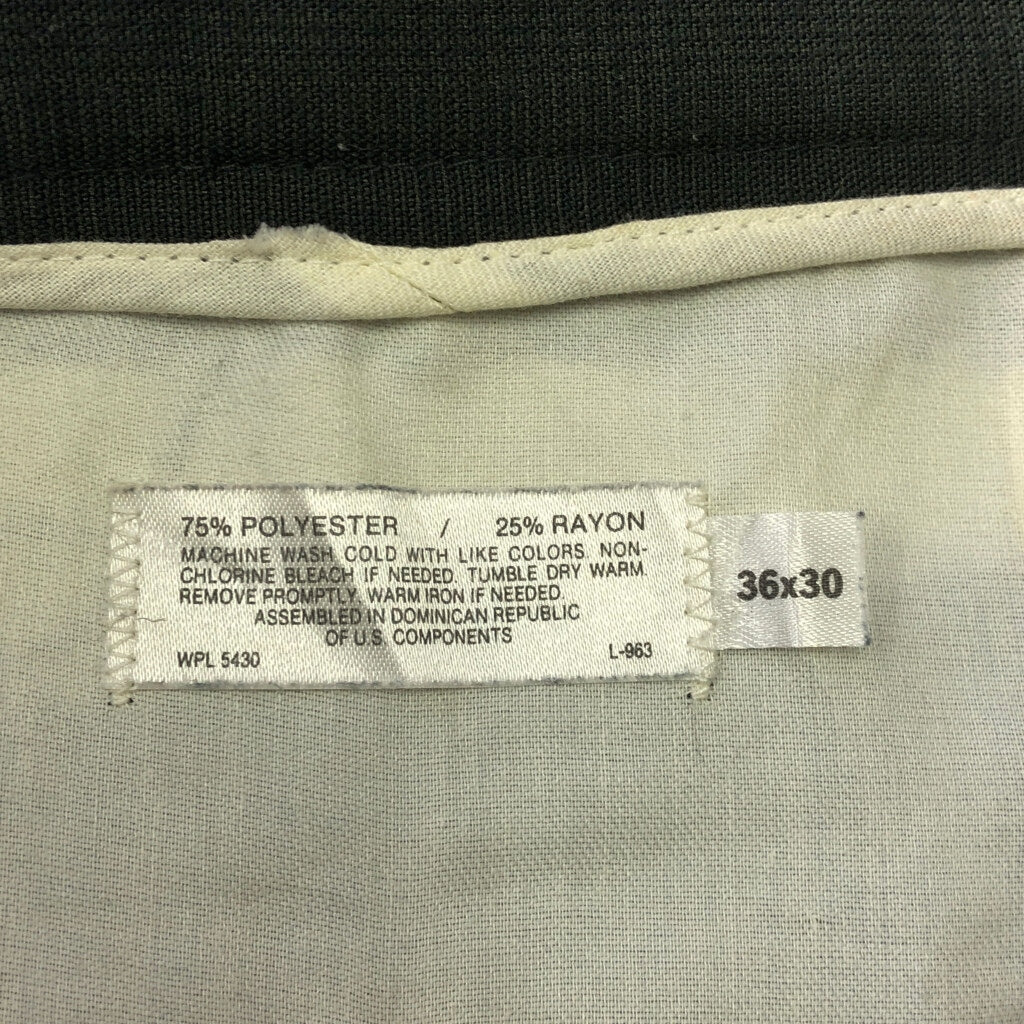 75% POLYESTER / 25% RAYON
MACHINE WASH COLD WITH LIKE COLORS. NON-
CHLORINE BLEACH IF NEEDED. TUMBLE DRY WARM.
REMOVE PROMPTLY. WARM IRON IF NEEDED.
ASSEMBLED IN DOMINICAN REPUBLIC
OF U.S. COMPONENTS
WPL 5430 L-963
36x30